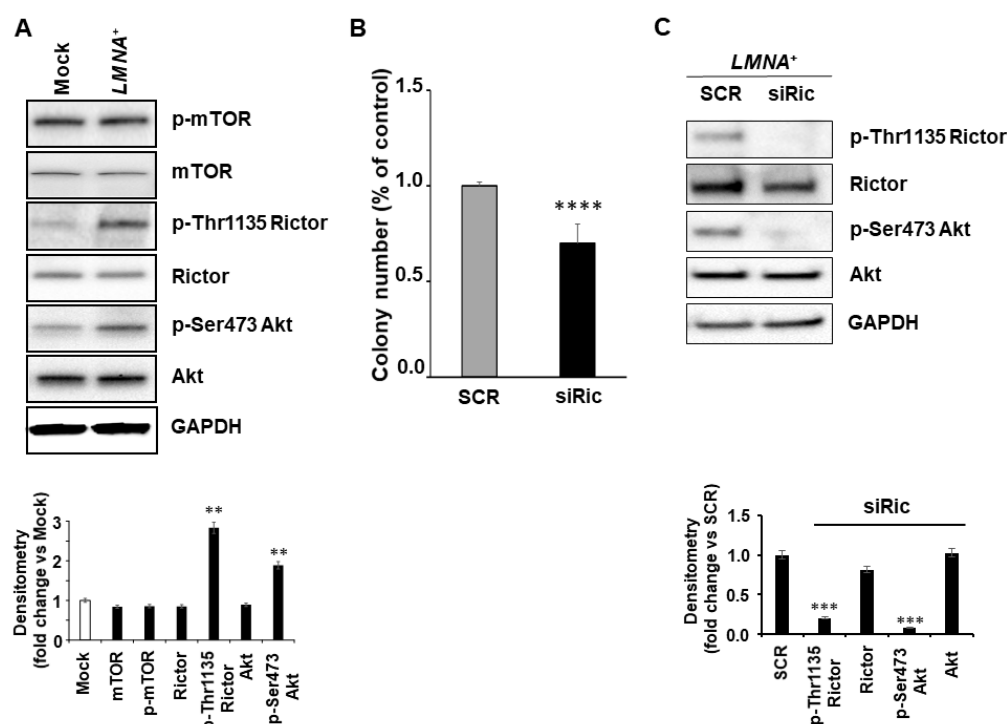 A
Mock
LMNA⁺
p-mTOR
mTOR
p-Thr1135 Rictor
Rictor
p-Ser473 Akt
Akt
GAPDH
Densitometry
(fold change vs Mock)
3
2
1
0
**
**
Mock
mTOR
p-mTOR
Rictor
p-Thr1135
Rictor
Akt
p-Ser473
Akt
B
Colony number (% of control)
1.5
1.0
0.5
0.0
****
SCR
siRic
C
LMNA⁺
SCR
siRic
p-Thr1135 Rictor
Rictor
p-Ser473 Akt
Akt
GAPDH
Densitometry
(fold change vs SCR)
siRic
1.5
1.0
0.5
0.0
***
***
SCR
p-Thr1135
Rictor
Rictor
p-Ser473
Akt
Akt